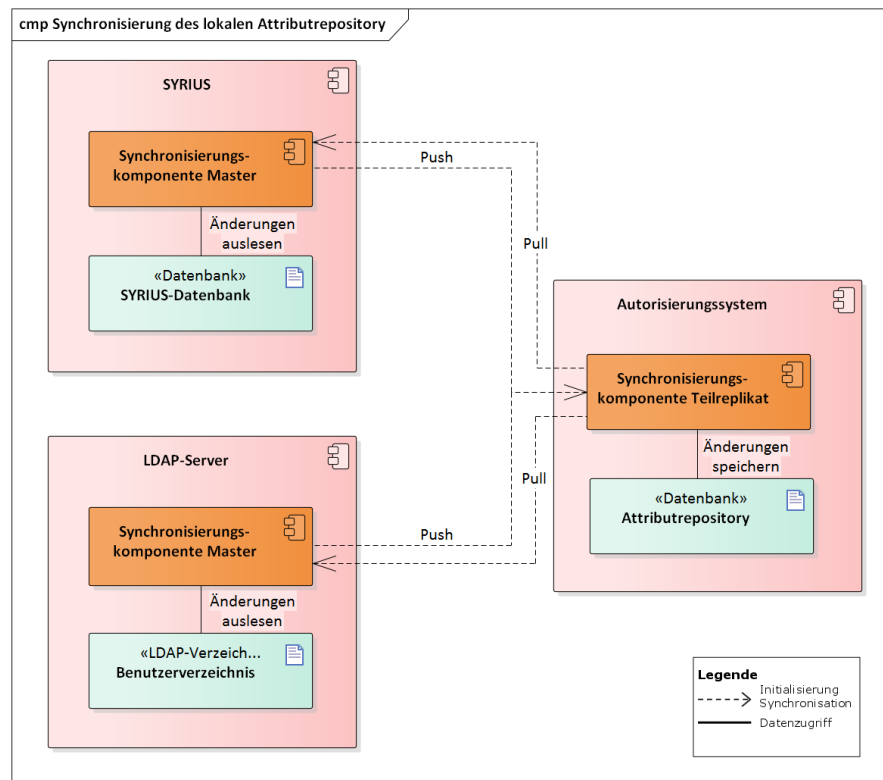 cmp Synchronisierung des lokalen Attributrepository
SYRIUS
Synchronisierungs-
komponente Master
Änderungen
auslesen
«Datenbank»
SYRIUS-Datenbank
Push
Pull
Autorisierungssystem
Synchronisierungs-
komponente Teilreplikat
Änderungen
speichern
«Datenbank»
Attributrepository
LDAP-Server
Synchronisierungs-
komponente Master
Änderungen
auslesen
«LDAP-Verzeich...
Benutzerverzeichnis
Push
Pull
Legende
Initialisierung
Synchronisation
Datenzugriff